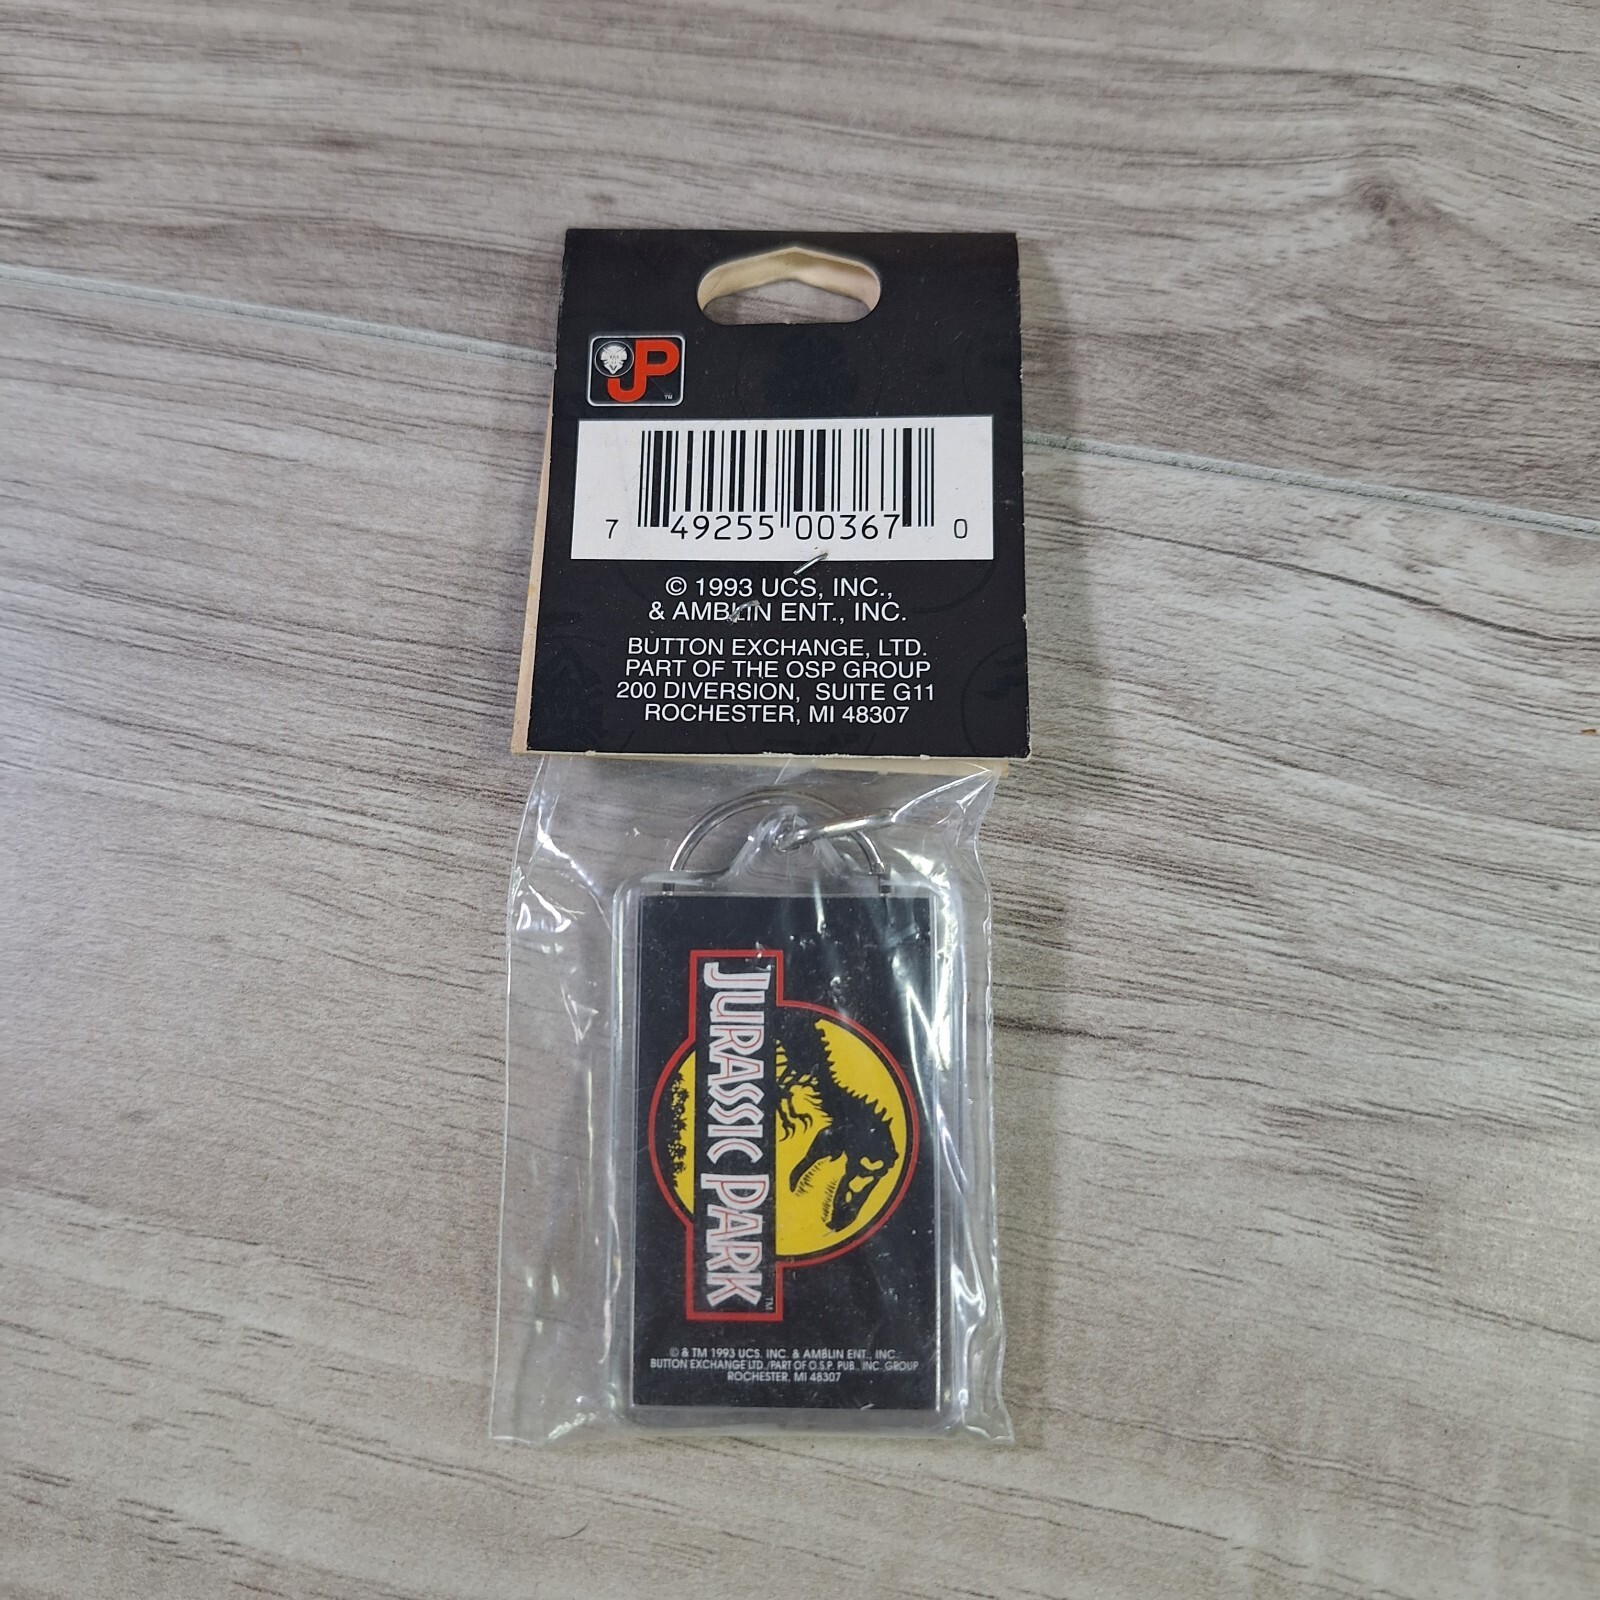 JP
TM
7 49255 00367 0
© 1993 UCS, INC.,
& AMBLIN ENT., INC.
BUTTON EXCHANGE, LTD.
PART OF THE OSP GROUP
200 DIVERSION, SUITE G11
ROCHESTER, MI 48307
JURASSIC PARK
TM
© & TM 1993 UCS. INC. & AMBLIN ENT., INC.
BUTTON EXCHANGE LTD./PART OF O.S.P. PUB., INC. GROUP
ROCHESTER, MI 48307